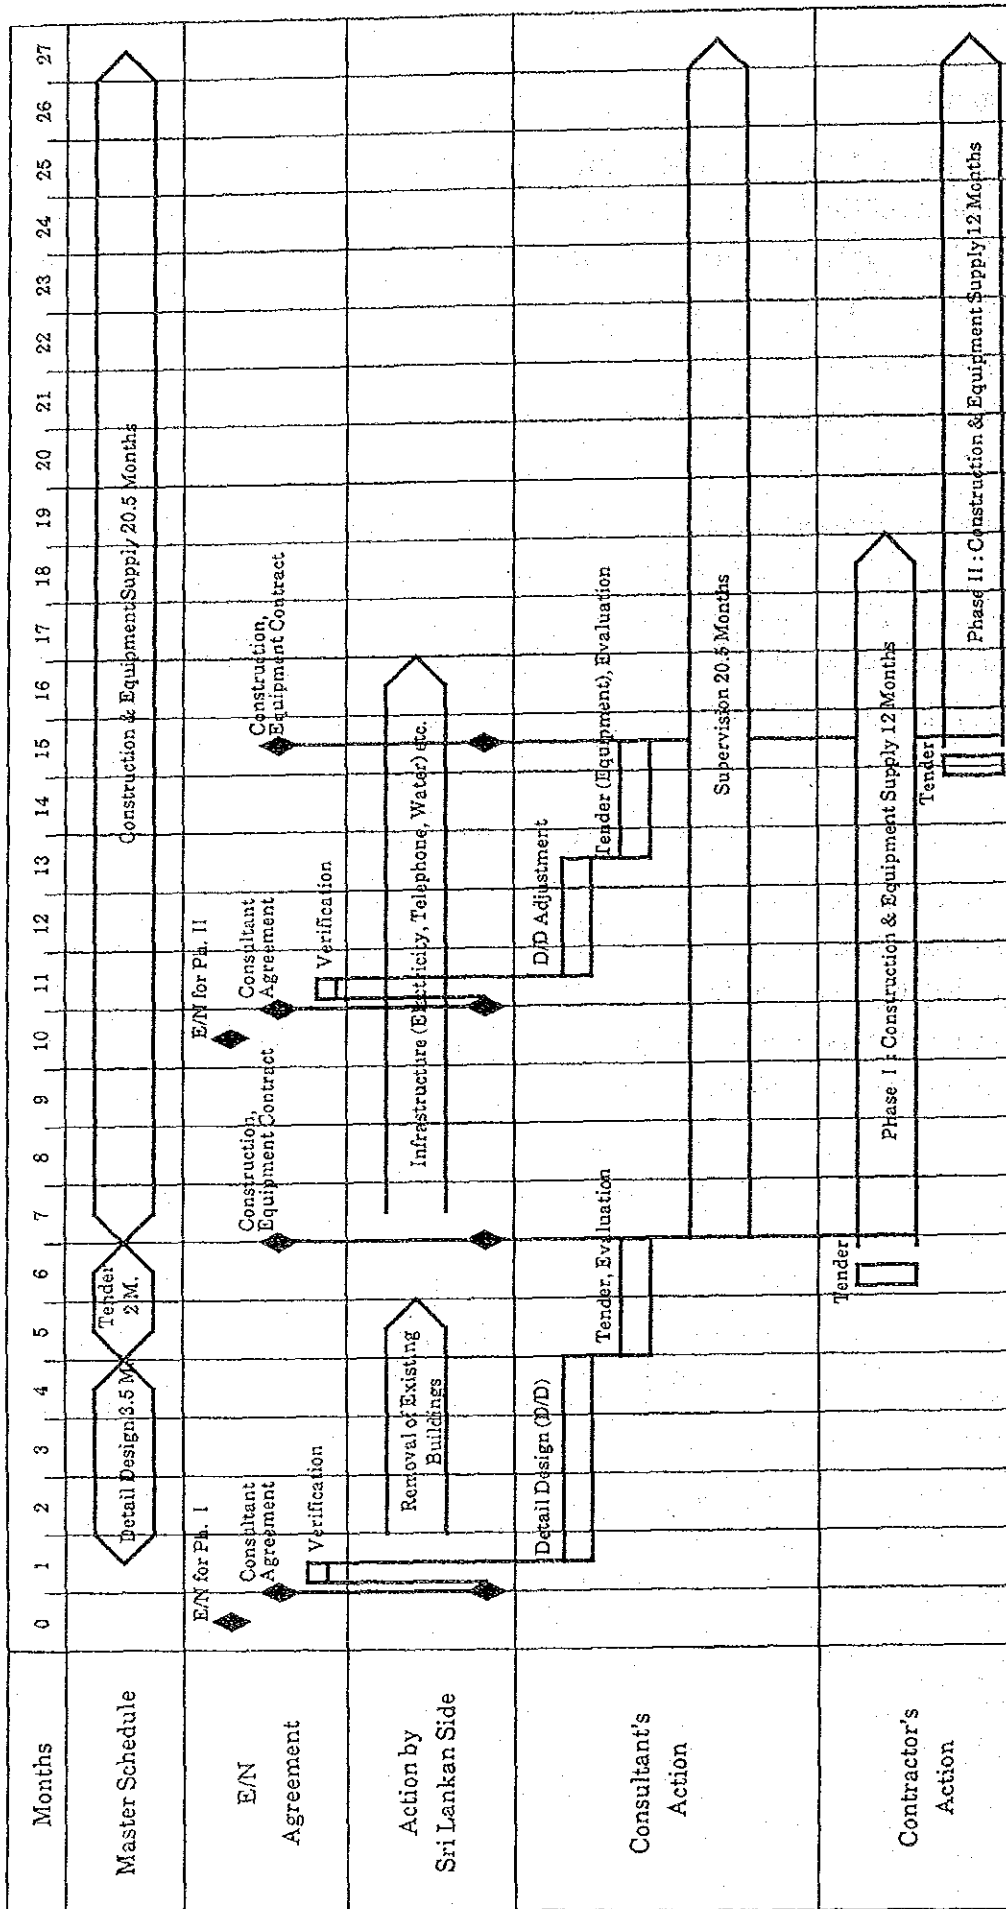 Months
0 1 2 3 4 5 6 7 8 9 10 11 12 13 14 15 16 17 18 19 20 21 22 23 24 25 26 27
Master Schedule
Detail Design 3.5 M.
Tender
2 M.
Construction & Equipment Supply 20.5 Months
E/N
Agreement
E/N for Ph. I
Consultant
Agreement
Verification
Construction,
Equipment Contract
E/N for Ph. II
Consultant
Agreement
Verification
Construction,
Equipment Contract
Action by
Sri Lankan Side
Removal of Existing
Buildings
Infrastructure (Electricity, Telephone, Water) etc.
Consultant's
Action
Detail Design (D/D)
Tender, Evaluation
D/D Adjustment
Tender (Equipment), Evaluation
Supervision 20.5 Months
Contractor's
Action
Tender
Phase I : Construction & Equipment Supply 12 Months
Tender
Phase II : Construction & Equipment Supply 12 Months